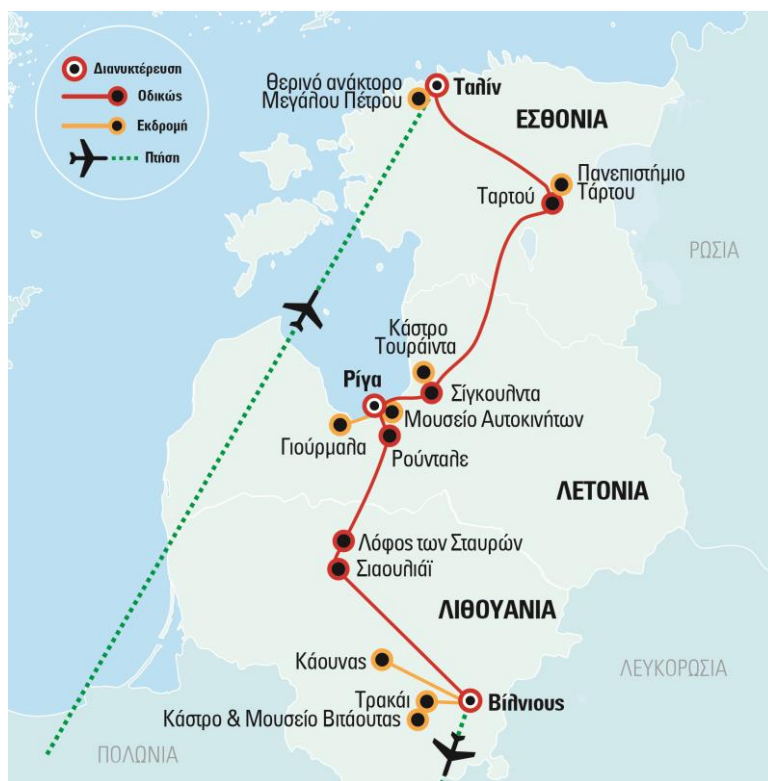 Διανυκτέρευση
Οδικώς
Εκδρομή
Πτήση
Θερινό ανάκτορο
Μεγάλου Πέτρου
Ταλίν
ΕΣΘΟΝΙΑ
Πανεπιστήμιο
Τάρτου
Ταρτού
ΡΩΣΙΑ
Κάστρο
Τουράιντα
Ρίγα
Σίγκουλντα
Μουσείο Αυτοκινήτων
Γιούρμαλα
Ρούνταλε
ΛΕΤΟΝΙΑ
Λόφος των Σταυρών
Σιαουλιάϊ
ΛΙΘΟΥΑΝΙΑ
Κάουνας
ΛΕΥΚΟΡΩΣΙΑ
Τρακάι
Βίλνιους
Κάστρο & Μουσείο Βιτάουτας
ΠΟΛΩΝΙΑ